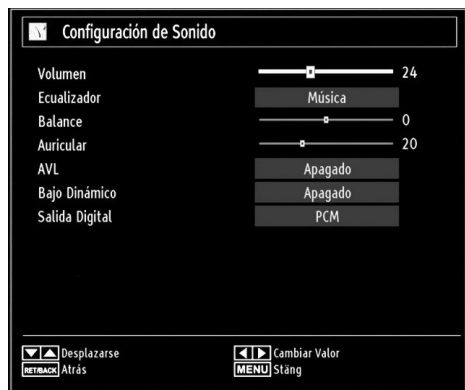 Configuración de Sonido
Volumen 24
Ecualizador Música
Balance 0
Auricular 20
AVL Apagado
Bajo Dinámico Apagado
Salida Digital PCM
Desplazarse Cambiar Valor
RET/BACK Atrás MENU Stäng